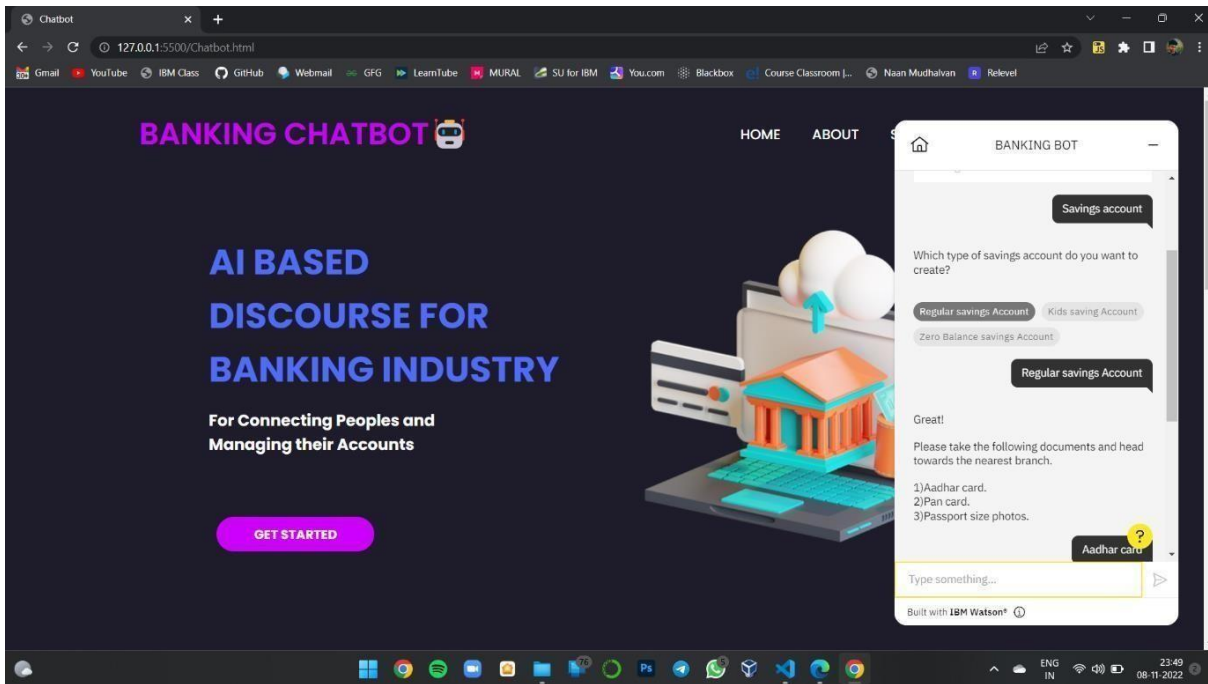 Chatbot
127.0.0.1:5500/Chatbot.html
Gmail YouTube IBM Class GitHub Webmail GFG LearnTube MURAL SU for IBM You.com Blackbox Course Classroom |... Naan Mudhalvan Relevel
BANKING CHATBOT
HOME ABOUT S
AI BASED
DISCOURSE FOR
BANKING INDUSTRY
For Connecting Peoples and
Managing their Accounts
GET STARTED
BANKING BOT
Savings account
Which type of savings account do you want to
create?
Regular savings Account Kids saving Account
Zero Balance savings Account
Regular savings Account
Great!
Please take the following documents and head
towards the nearest branch.
1)Aadhar card.
2)Pan card.
3)Passport size photos.
?
Aadhar card
Type something...
Built with IBM Watson®
76
Ps
ENG
IN
23:49
08-11-2022